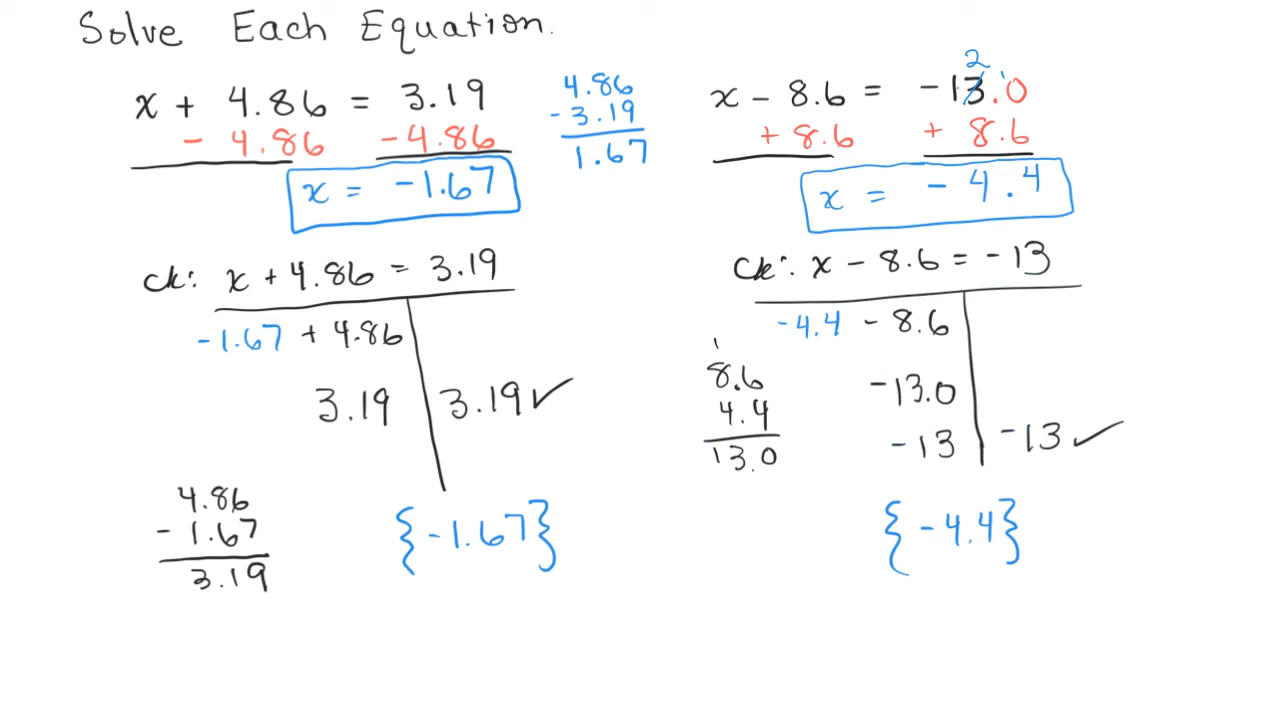 Solve Each Equation.
x + 4.86 = 3.19
- 4.86 - 4.86
x = -1.67
4.86
- 3.19
1.67
ck: x + 4.86 = 3.19
-1.67 + 4.86
3.19 3.19 ✓
4.86
- 1.67
3.19
{-1.67}
x - 8.6 = -13.0
2 1
+ 8.6 + 8.6
x = -4.4
ck: x - 8.6 = -13
-4.4 - 8.6
1
8.6
4.4
13.0
-13.0
-13 -13 ✓
{-4.4}